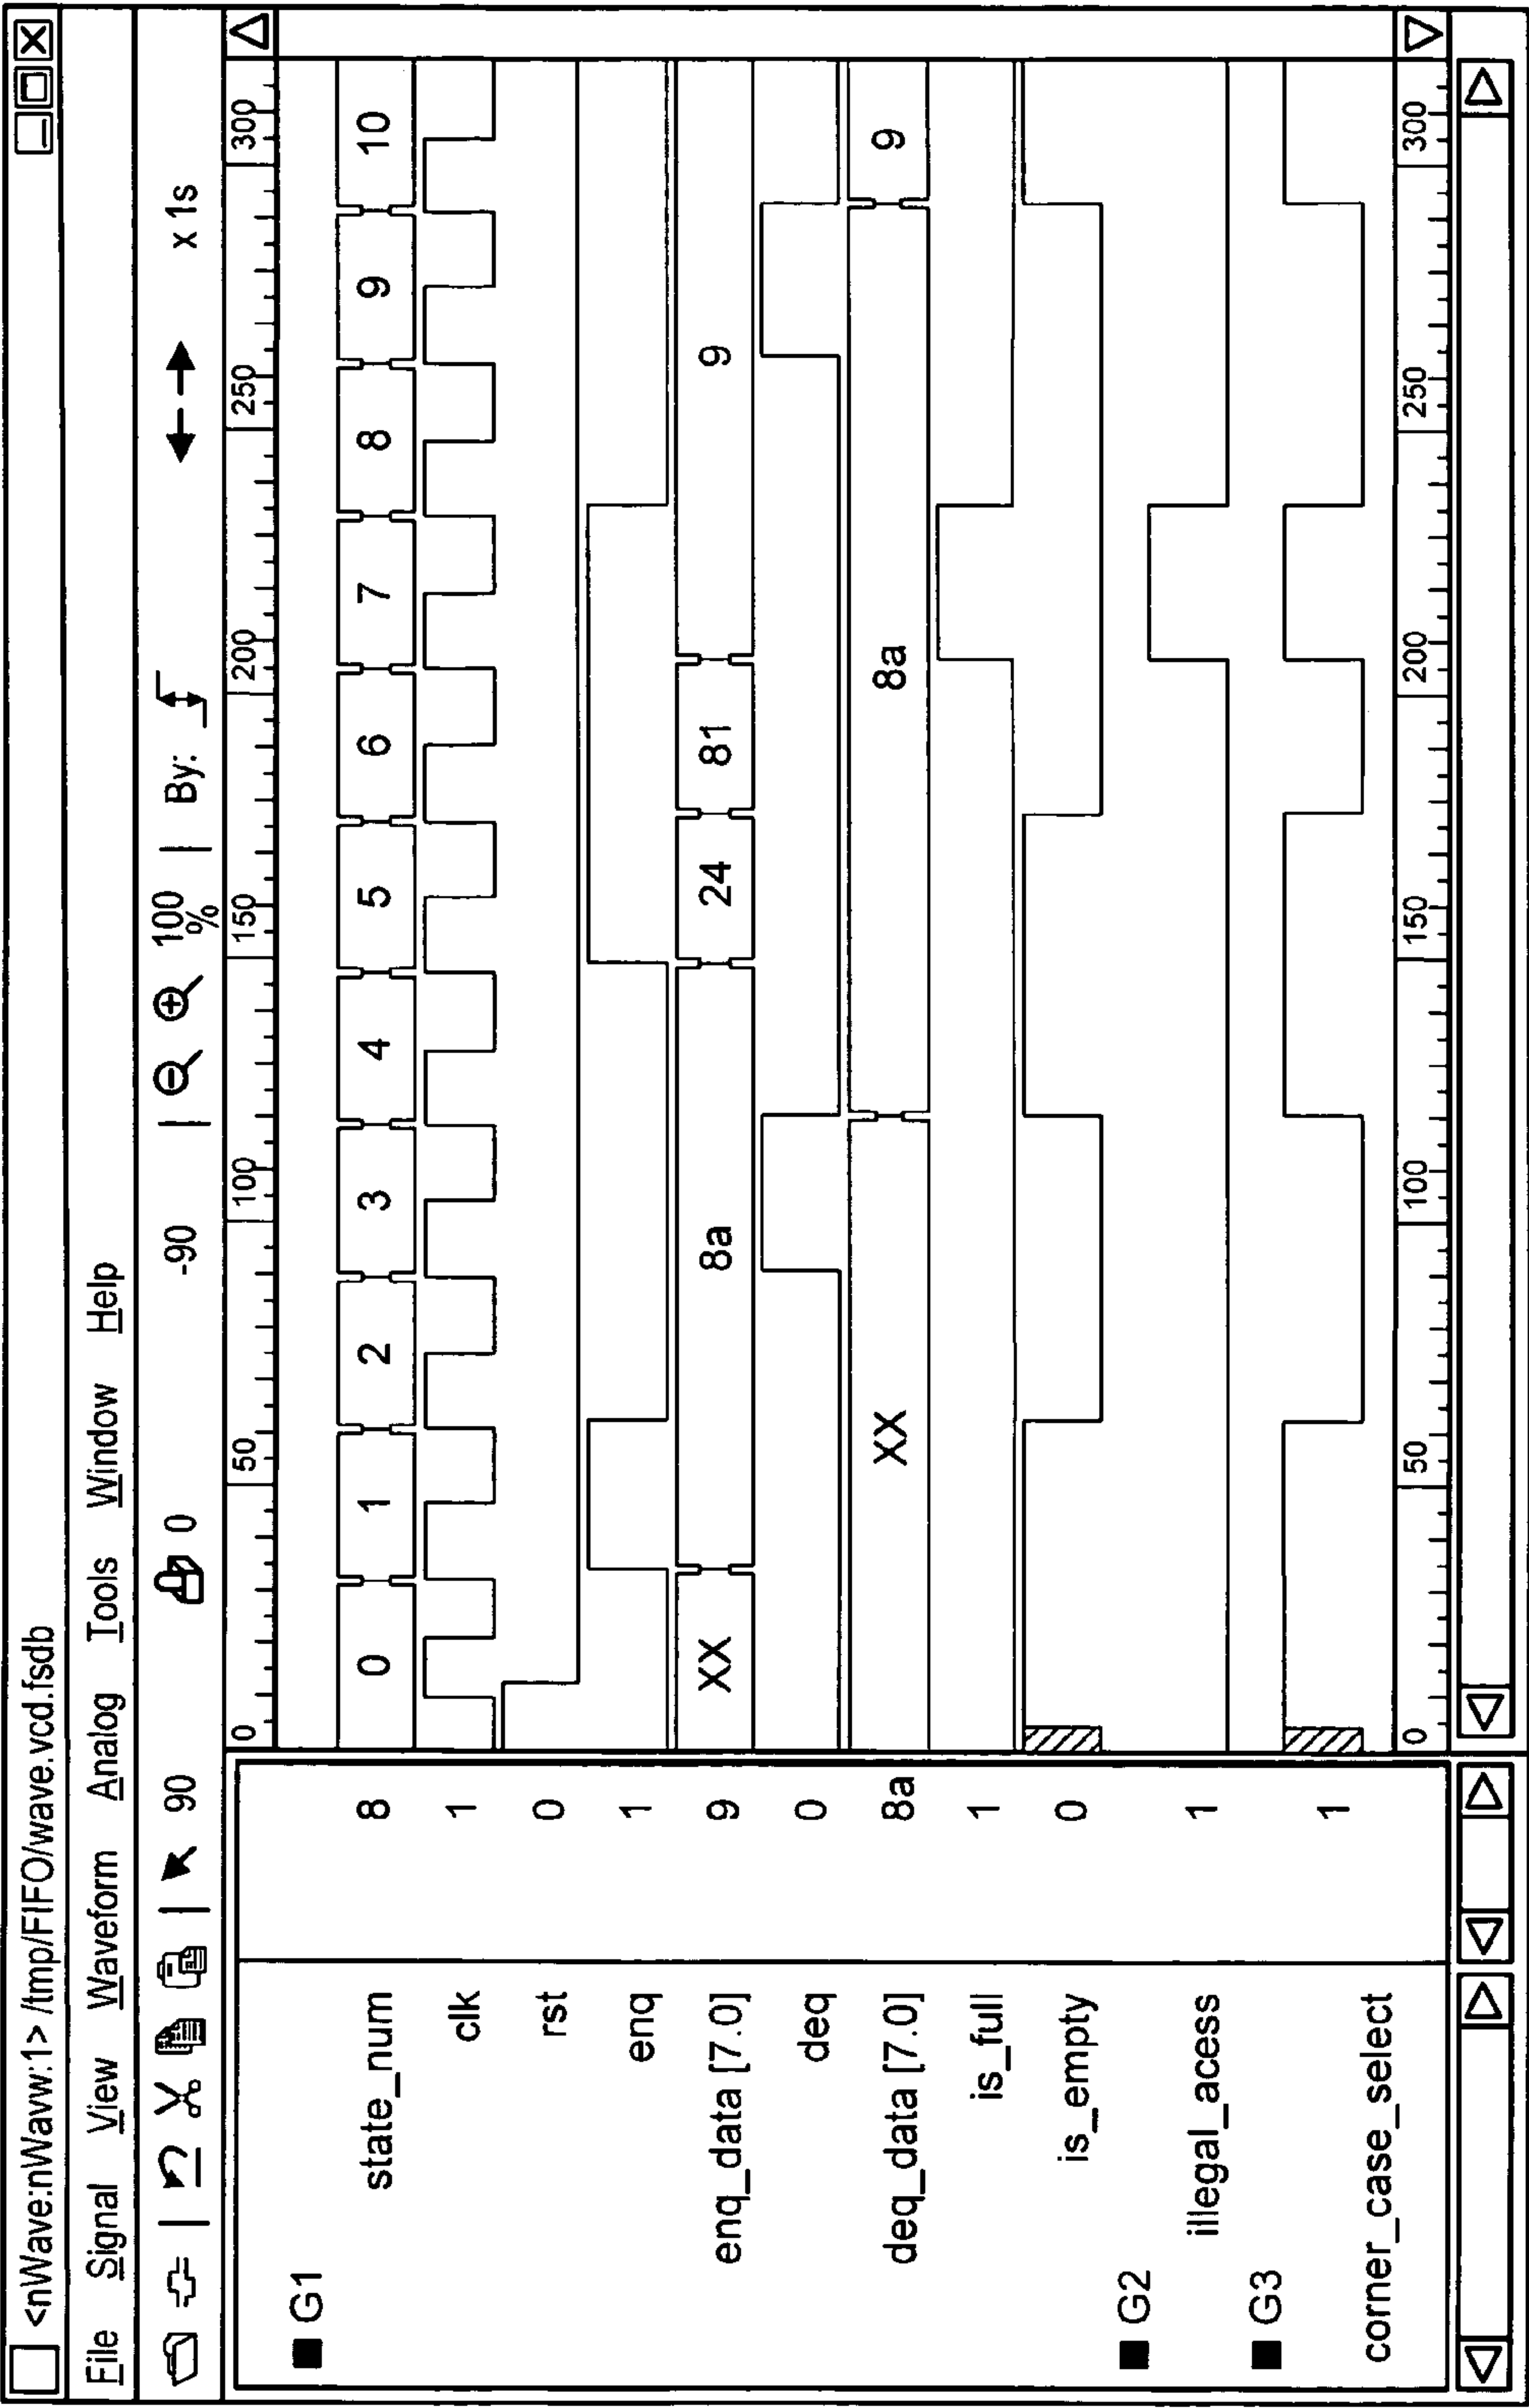 <nWave:nWavw:1> /tmp/FIFO/wave.vcd.fsdb
File Signal View Waveform Analog Tools Window Help
90 0 -90 100 % By: x 1s
0 50 100 150 200 250 300
G1
state_num 8 0 1 2 3 4 5 6 7 8 9 10
clk 1
rst 0
enq 1
enq_data [7.0] 9 XX 8a 24 81 9
deq 0
deq_data [7.0] 8a XX 8a 9
is_full 1
is_empty 0
G2
illegal_acess 1
G3
corner_case_select 1
0 50 100 150 200 250 300